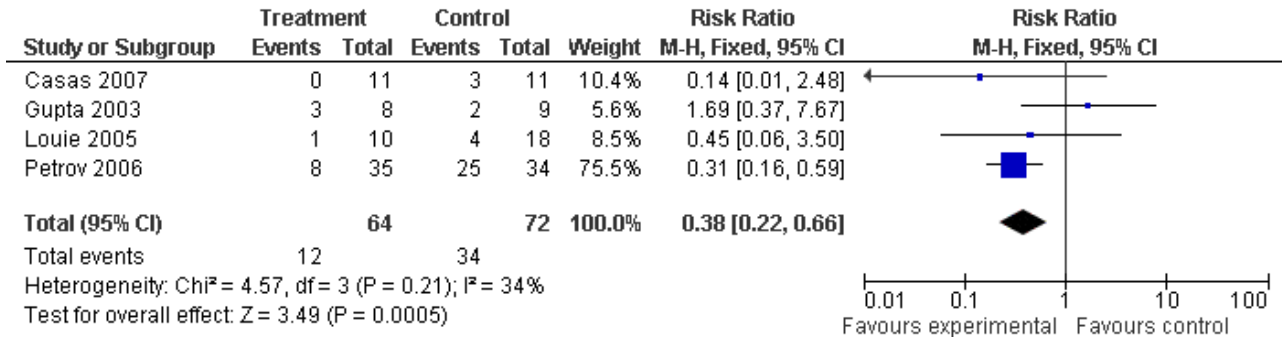 Treatment Control Risk Ratio Risk Ratio
Study or Subgroup Events Total Events Total Weight M-H, Fixed, 95% CI M-H, Fixed, 95% CI
Casas 2007 0 11 3 11 10.4% 0.14 [0.01, 2.48]
Gupta 2003 3 8 2 9 5.6% 1.69 [0.37, 7.67]
Louie 2005 1 10 4 18 8.5% 0.45 [0.06, 3.50]
Petrov 2006 8 35 25 34 75.5% 0.31 [0.16, 0.59]
Total (95% CI) 64 72 100.0% 0.38 [0.22, 0.66]
Total events 12 34
Heterogeneity: Chi² = 4.57, df = 3 (P = 0.21); I² = 34%
Test for overall effect: Z = 3.49 (P = 0.0005)
0.01 0.1 1 10 100
Favours experimental Favours control